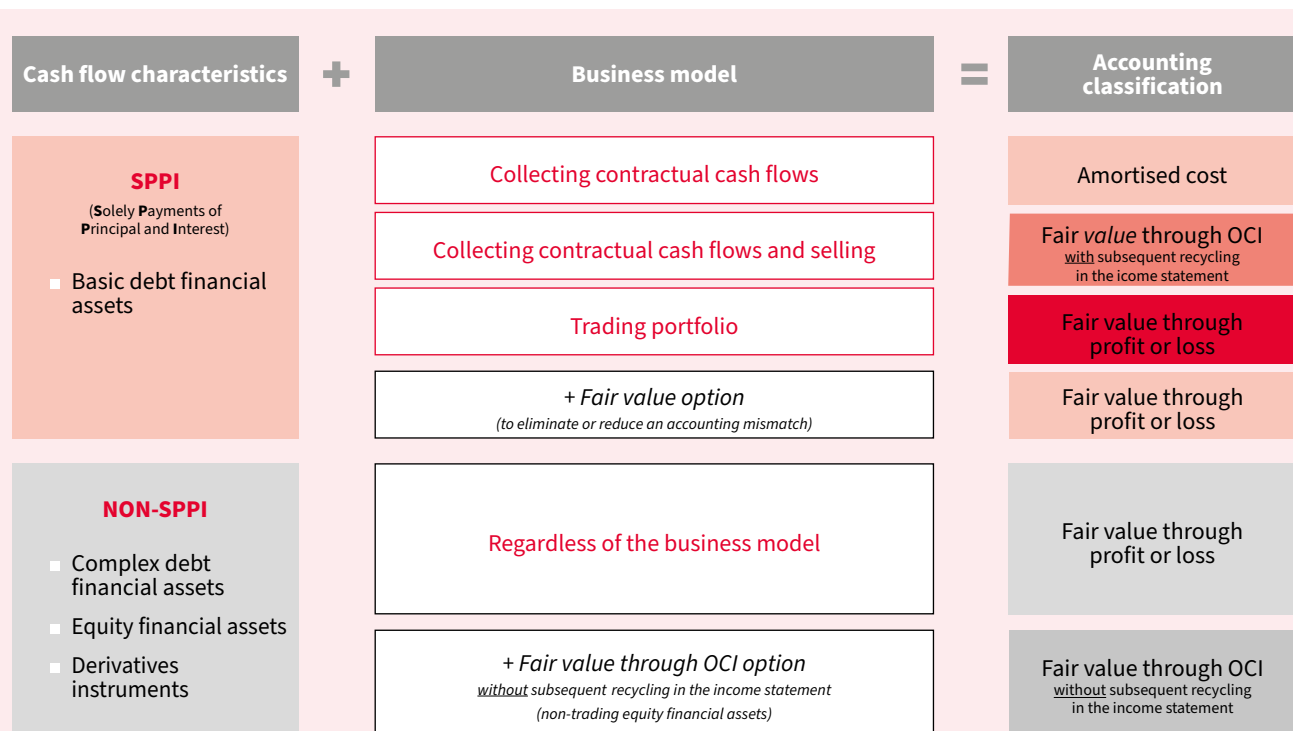 Cash flow characteristics
+
Business model
=
Accounting
classification
SPPI
(Solely Payments of
Principal and Interest)
Basic debt financial
assets
Collecting contractual cash flows
Amortised cost
Collecting contractual cash flows and selling
Fair value through OCI
with subsequent recycling
in the icome statement
Trading portfolio
Fair value through
profit or loss
+ Fair value option
(to eliminate or reduce an accounting mismatch)
Fair value through
profit or loss
NON-SPPI
Complex debt
financial assets
Equity financial assets
Derivatives
instruments
Regardless of the business model
Fair value through
profit or loss
+ Fair value through OCI option
without subsequent recycling in the income statement
(non-trading equity financial assets)
Fair value through OCI
without subsequent recycling
in the income statement